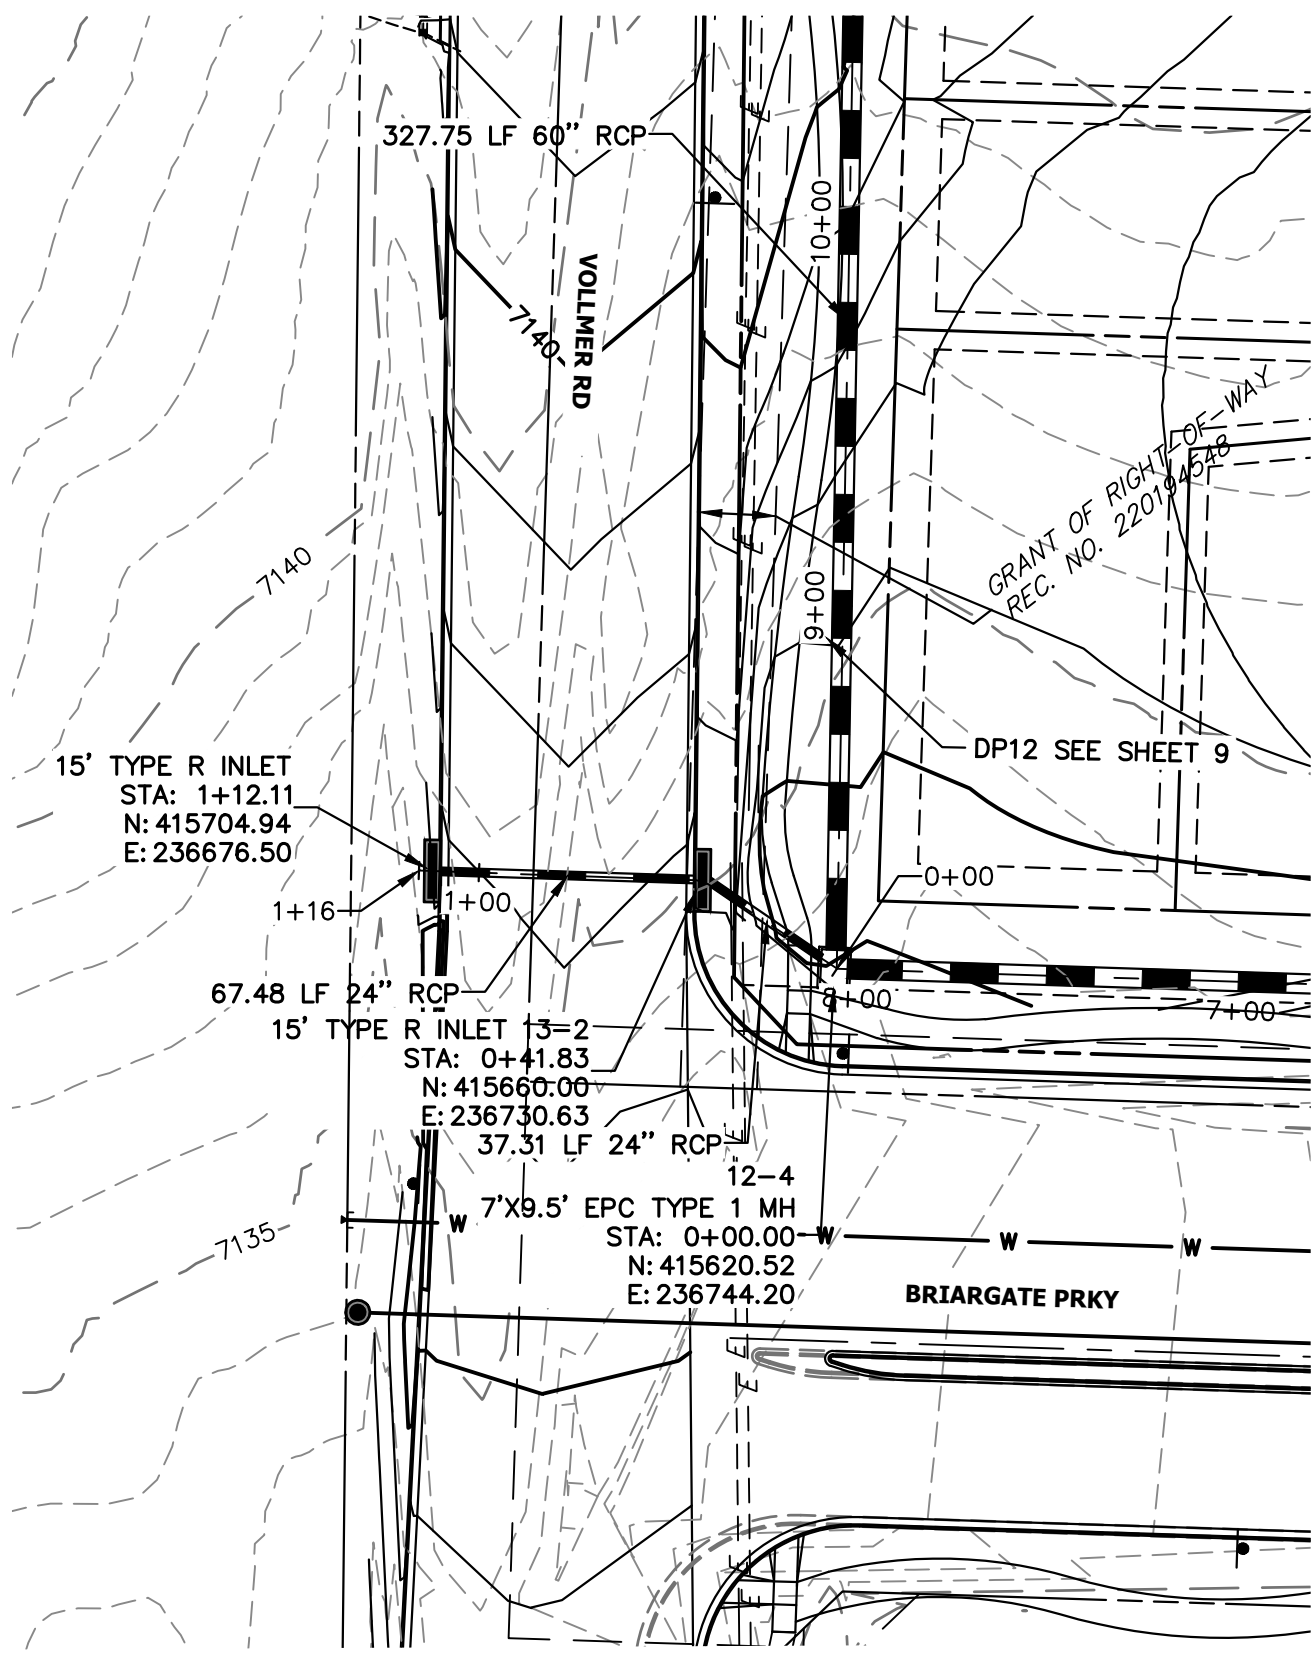 327.75 LF 60” RCP
10+00
VOLLMER RD
7140
GRANT OF RIGHT-OF-WAY
REC. NO. 220194548
7140
9+00
DP12 SEE SHEET 9
15’ TYPE R INLET
STA: 1+12.11
N: 415704.94
E: 236676.50
0+00
1+16
1+00
67.48 LF 24” RCP
8+00
7+00
15’ TYPE R INLET 13=2
STA: 0+41.83
N: 415660.00
E: 236730.63
37.31 LF 24” RCP
12-4
7’X9.5’ EPC TYPE 1 MH
STA: 0+00.00
N: 415620.52
E: 236744.20
W
W
W
W
7135
BRIARGATE PRKY